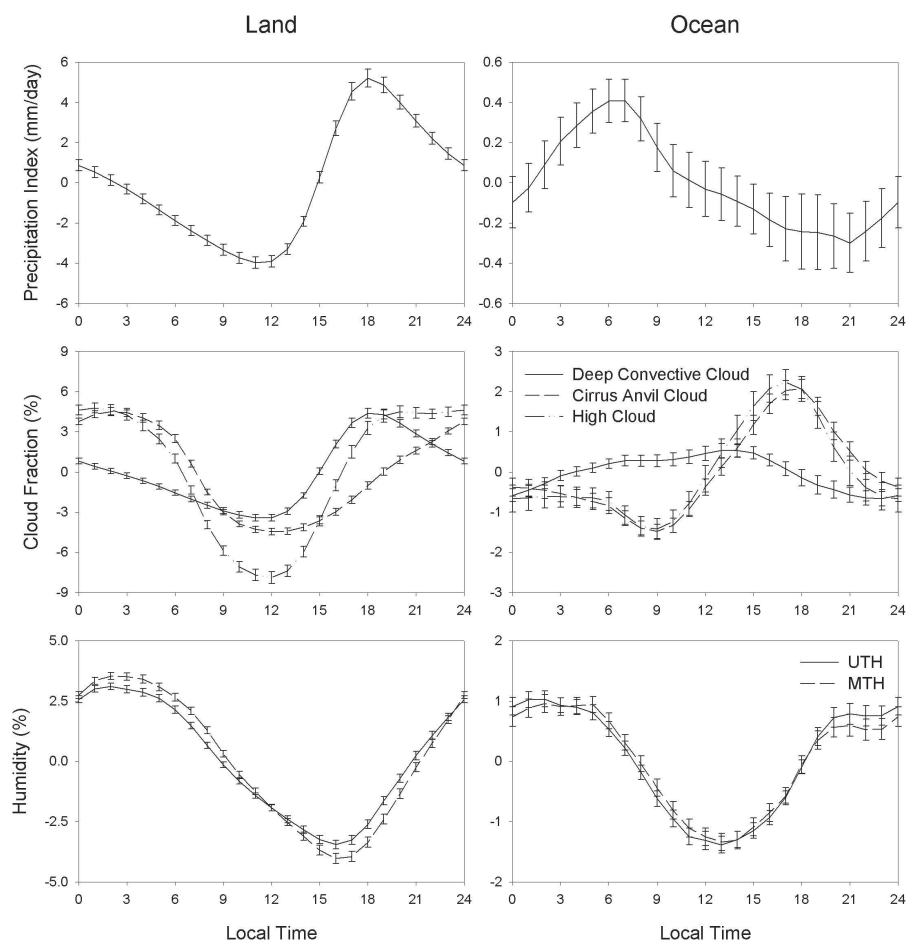 Land
Ocean
Precipitation Index (mm/day)
6
4
2
0
-2
-4
-6
0 3 6 9 12 15 18 21 24
0.6
0.4
0.2
0.0
-0.2
-0.4
-0.6
0 3 6 9 12 15 18 21 24
Cloud Fraction (%)
9
6
3
0
-3
-6
-9
0 3 6 9 12 15 18 21 24
3
2
1
0
-1
-2
-3
Deep Convective Cloud
Cirrus Anvil Cloud
High Cloud
0 3 6 9 12 15 18 21 24
Humidity (%)
5.0
2.5
0.0
-2.5
-5.0
0 3 6 9 12 15 18 21 24
Local Time
2
1
0
-1
-2
UTH
MTH
0 3 6 9 12 15 18 21 24
Local Time